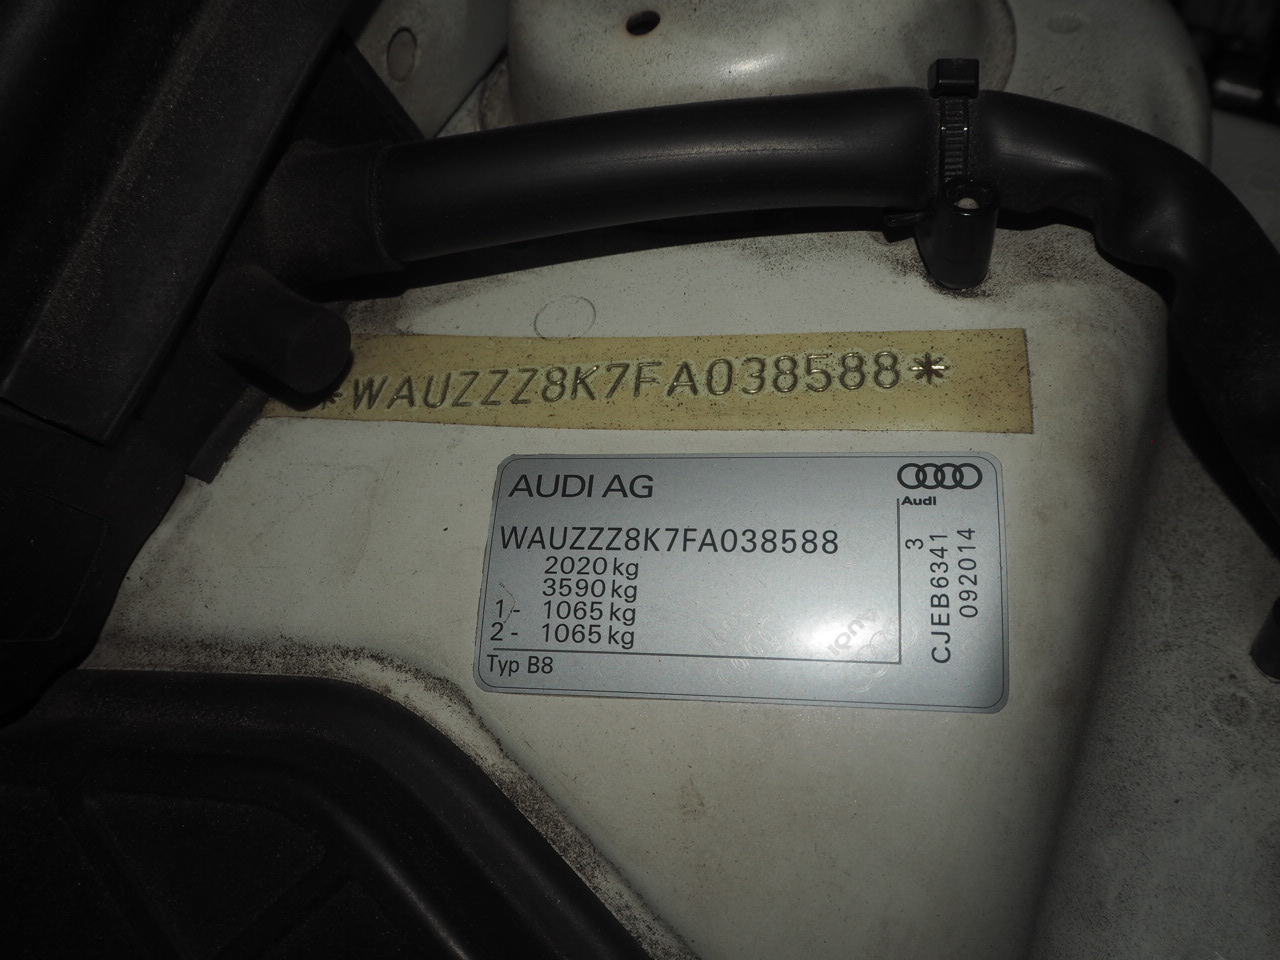 *WAUZZZ8K7FA038588*
AUDI AG
Audi
WAUZZZ8K7FA038588
2020 kg
3590 kg
1- 1065 kg
2- 1065 kg
Typ B8
3
CJEB6341
092014